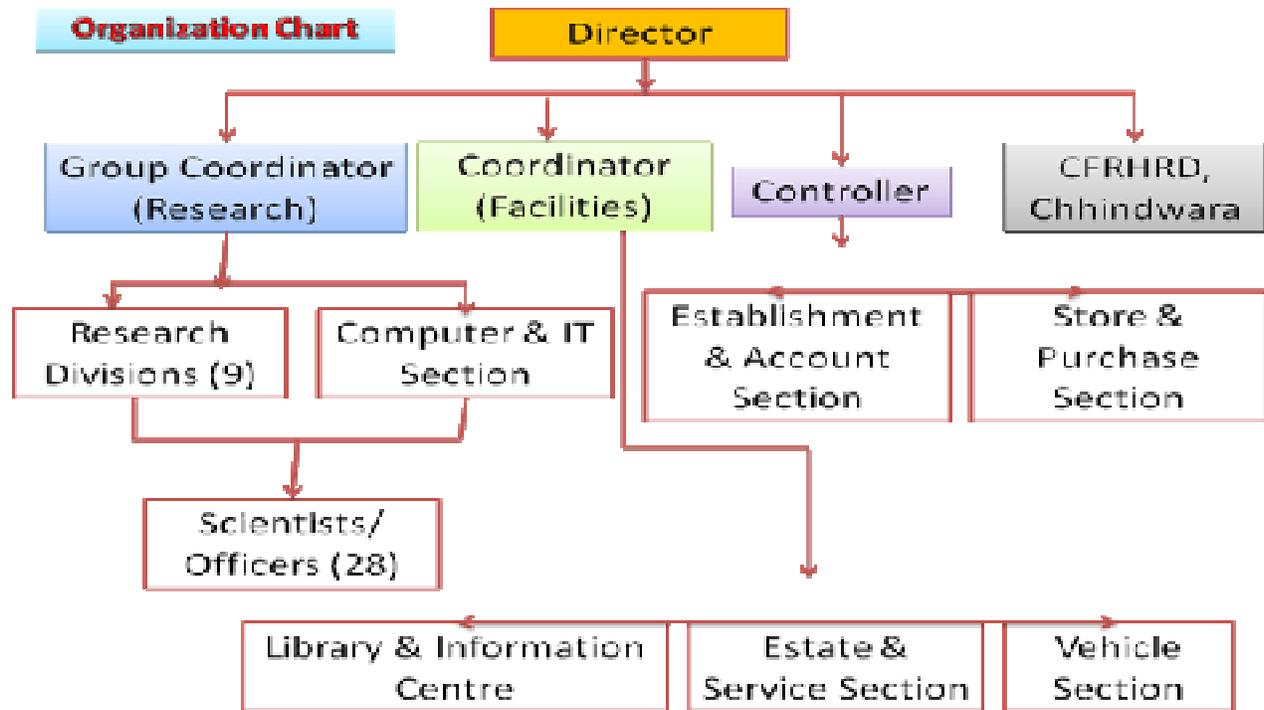 Organization Chart
Director
Group Coordinator
(Research)
Coordinator
(Facilities)
Controller
CFRHRD,
Chhindwara
Research
Divisions (9)
Computer & IT
Section
Establishment
& Account
Section
Store &
Purchase
Section
Scientists/
Officers (28)
Library & Information
Centre
Estate &
Service Section
Vehicle
Section